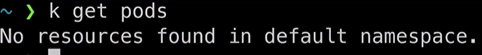 ~ ❯ k get pods
No resources found in default namespace.